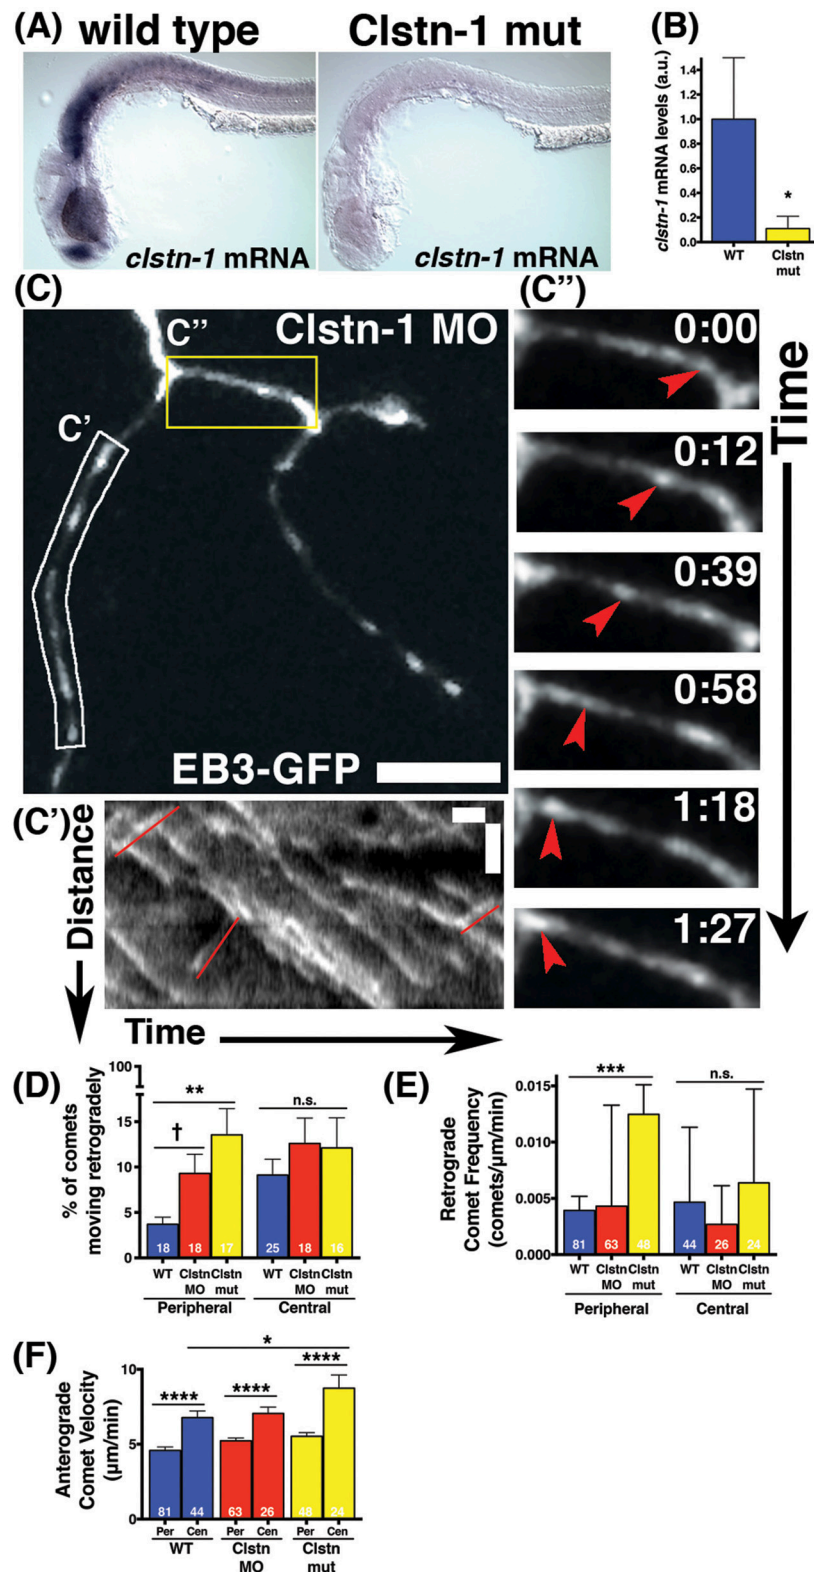 (A) wild type Clstn-1 mut
clstn-1 mRNA clstn-1 mRNA
(B)
clstn-1 mRNA levels (a.u.)
1.4
1.2
1.0
0.8
0.6
0.4
0.2
0.0
*
WT Clstn mut
(C)
C'' Clstn-1 MO
C'
EB3-GFP
(C'')
0:00
0:12
0:39
0:58
1:18
1:27
Time
(C')
Distance
Time
(D)
% of comets
moving retrogradely
100
15
10
5
0
** n.s.
†
18 18 17 25 18 16
WT Clstn MO Clstn mut WT Clstn MO Clstn mut
Peripheral Central
(E)
Retrograde
Comet Frequency
(comets/µm/min)
0.015
0.010
0.005
0.000
*** n.s.
81 63 48 44 26 24
WT Clstn MO Clstn mut WT Clstn MO Clstn mut
Peripheral Central
(F)
Anterograde
Comet Velocity
(µm/min)
10
5
0
*
**** **** ****
81 44 63 26 48 24
Per Cen Per Cen Per Cen
WT Clstn MO Clstn mut